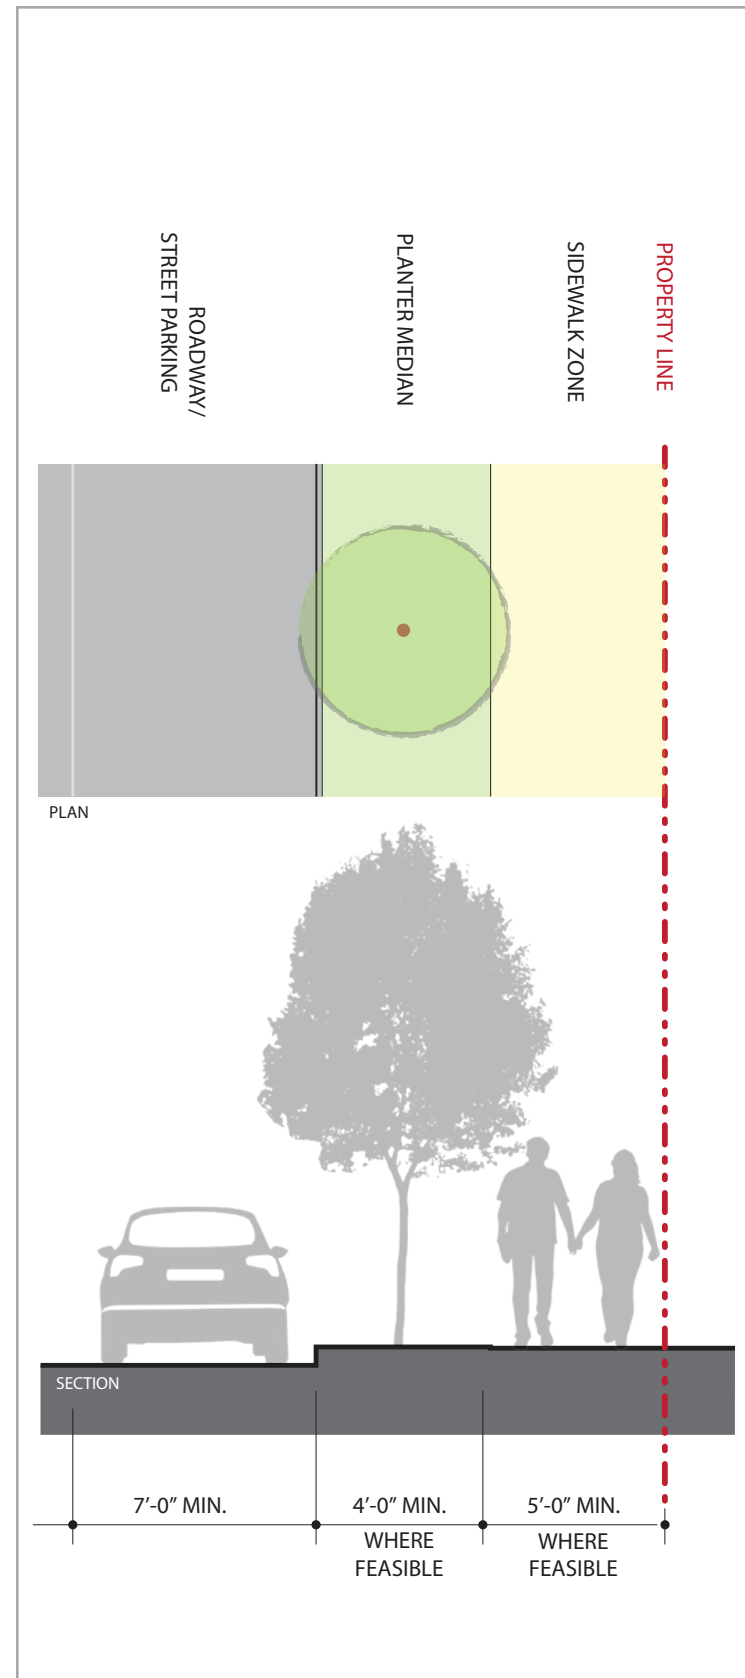 ROADWAY/
STREET PARKING
PLANTER MEDIAN
SIDEWALK ZONE
PROPERTY LINE
PLAN
SECTION
7’-0” MIN.
4’-0” MIN.
WHERE
FEASIBLE
5’-0” MIN.
WHERE
FEASIBLE